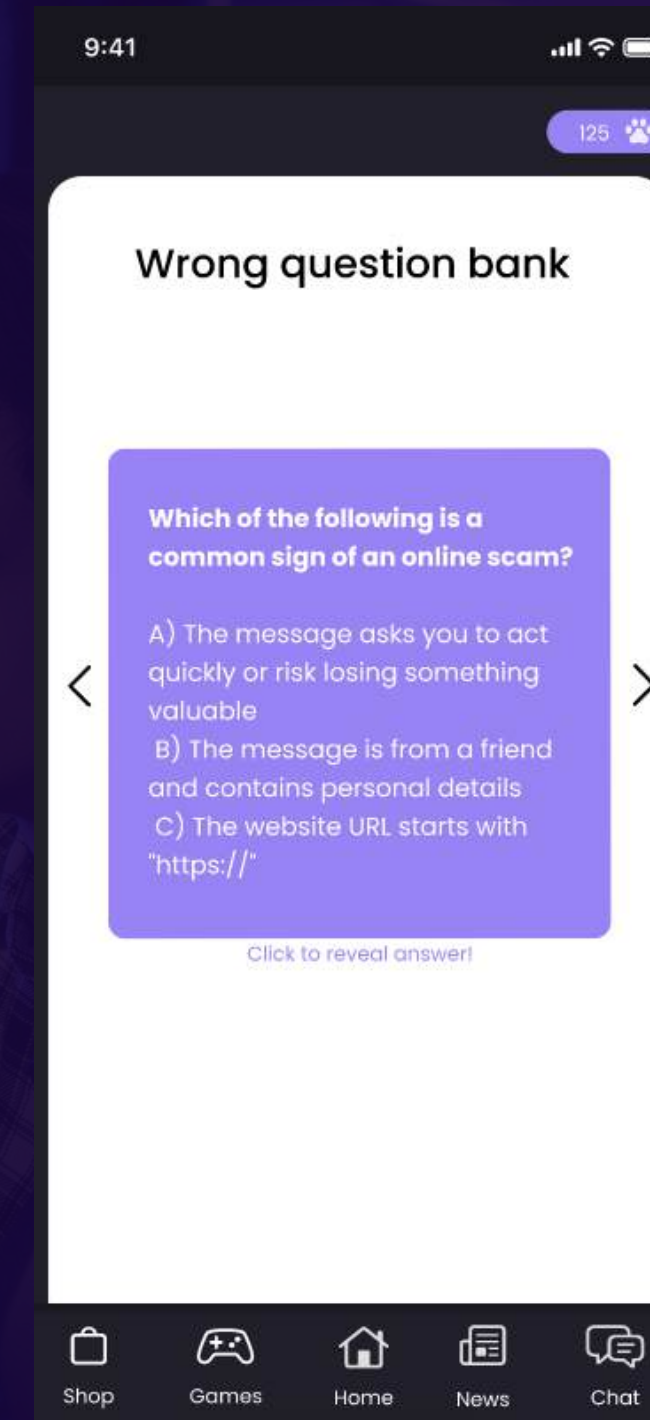 9:41
125
Wrong question bank
Which of the following is a
common sign of an online scam?
A) The message asks you to act
quickly or risk losing something
valuable
B) The message is from a friend
and contains personal details
C) The website URL starts with
"https://"
Click to reveal answer!
Shop
Games
Home
News
Chat